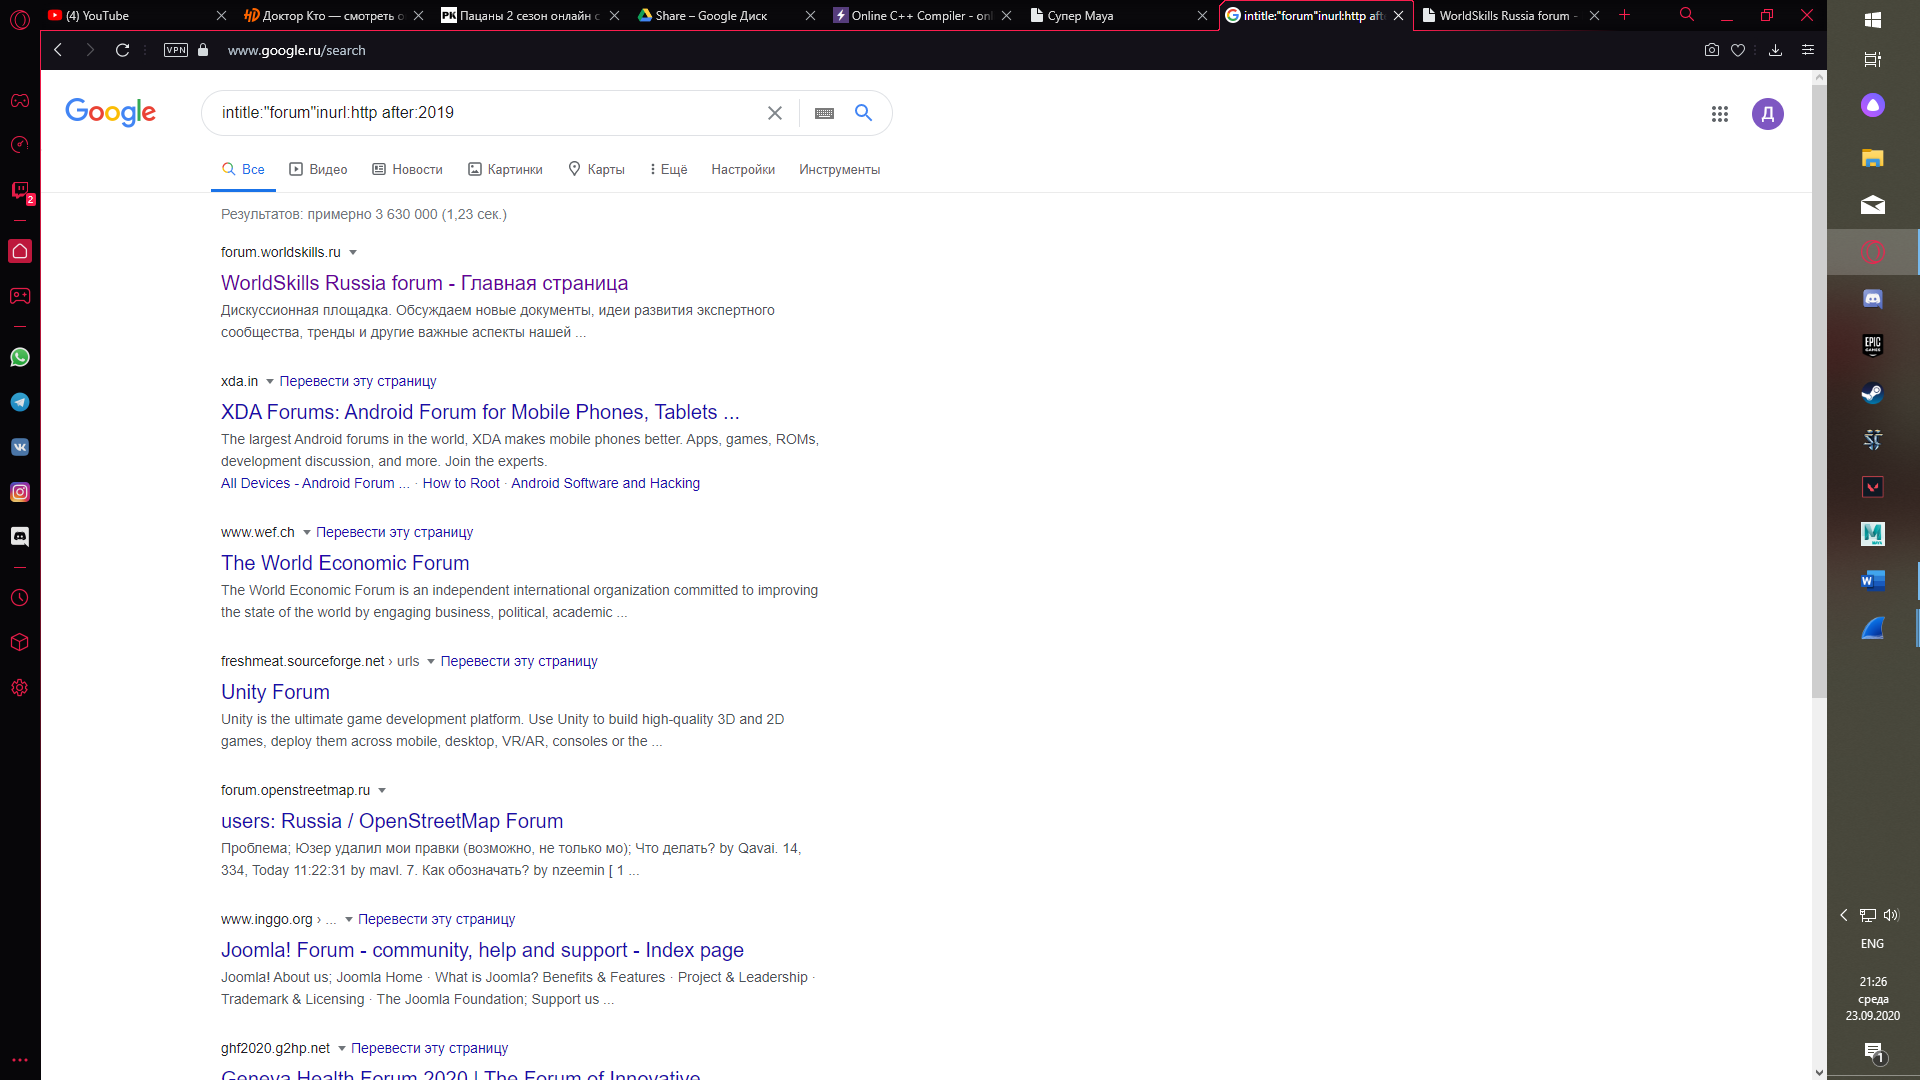 (4) YouTube
Доктор Кто — смотреть о
Пацаны 2 сезон онлайн с
Share – Google Диск
Online C++ Compiler - onl
Супер Мауа
intitle:"forum"inurl:http aft
WorldSkills Russia forum -
VPN
www.google.ru/search
Google
intitle:"forum"inurl:http after:2019
Д
Все
Видео
Новости
Картинки
Карты
Ещё
Настройки
Инструменты
Результатов: примерно 3 630 000 (1,23 сек.)
forum.worldskills.ru
WorldSkills Russia forum - Главная страница
Дискуссионная площадка. Обсуждаем новые документы, идеи развития экспертного
сообщества, тренды и другие важные аспекты нашей ...
xda.in Перевести эту страницу
XDA Forums: Android Forum for Mobile Phones, Tablets ...
The largest Android forums in the world, XDA makes mobile phones better. Apps, games, ROMs,
development discussion, and more. Join the experts.
All Devices - Android Forum ... · How to Root · Android Software and Hacking
www.wef.ch Перевести эту страницу
The World Economic Forum
The World Economic Forum is an independent international organization committed to improving
the state of the world by engaging business, political, academic ...
freshmeat.sourceforge.net › urls Перевести эту страницу
Unity Forum
Unity is the ultimate game development platform. Use Unity to build high-quality 3D and 2D
games, deploy them across mobile, desktop, VR/AR, consoles or the ...
forum.openstreetmap.ru
users: Russia / OpenStreetMap Forum
Проблема; Юзер удалил мои правки (возможно, не только мо); Что делать? by Qavai. 14,
334, Today 11:22:31 by mavl. 7. Как обозначать? by nzeemin [ 1 ...
www.inggo.org › ... Перевести эту страницу
Joomla! Forum - community, help and support - Index page
Joomla! About us; Joomla Home · What is Joomla? Benefits & Features · Project & Leadership ·
Trademark & Licensing · The Joomla Foundation; Support us ...
ghf2020.g2hp.net Перевести эту страницу
Geneva Health Forum 2020 | The Forum of Innovative
2
EPIC
GAMES
ENG
21:26
среда
23.09.2020
1